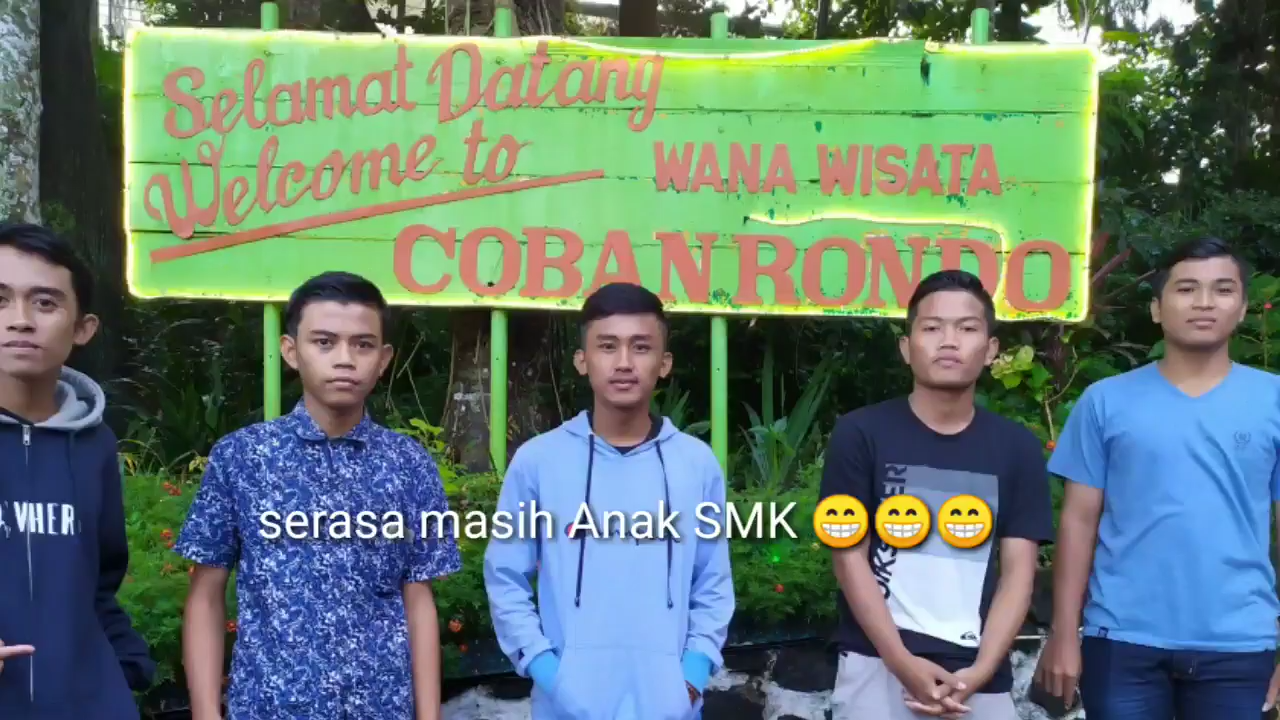 Selamat Datang
Welcome to
WANA WISATA
COBAN RONDO
serasa masih Anak SMK 😁😁😁